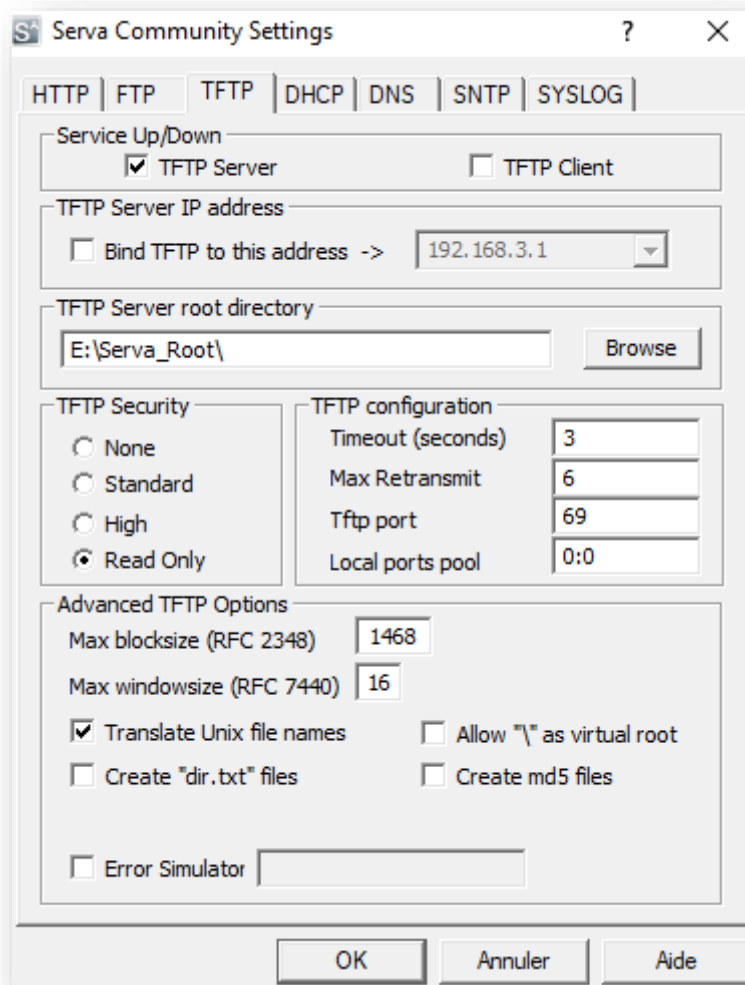 Serva Community Settings ? ×
HTTP FTP TFTP DHCP DNS SNTP SYSLOG
Service Up/Down
TFTP Server TFTP Client
TFTP Server IP address
Bind TFTP to this address -> 192.168.3.1
TFTP Server root directory
E:\Serva_Root\ Browse
TFTP Security
None
Standard
High
Read Only
TFTP configuration
Timeout (seconds) 3
Max Retransmit 6
Tftp port 69
Local ports pool 0:0
Advanced TFTP Options
Max blocksize (RFC 2348) 1468
Max windowsize (RFC 7440) 16
Translate Unix file names Allow "\" as virtual root
Create "dir.txt" files Create md5 files
Error Simulator
OK Annuler Aide